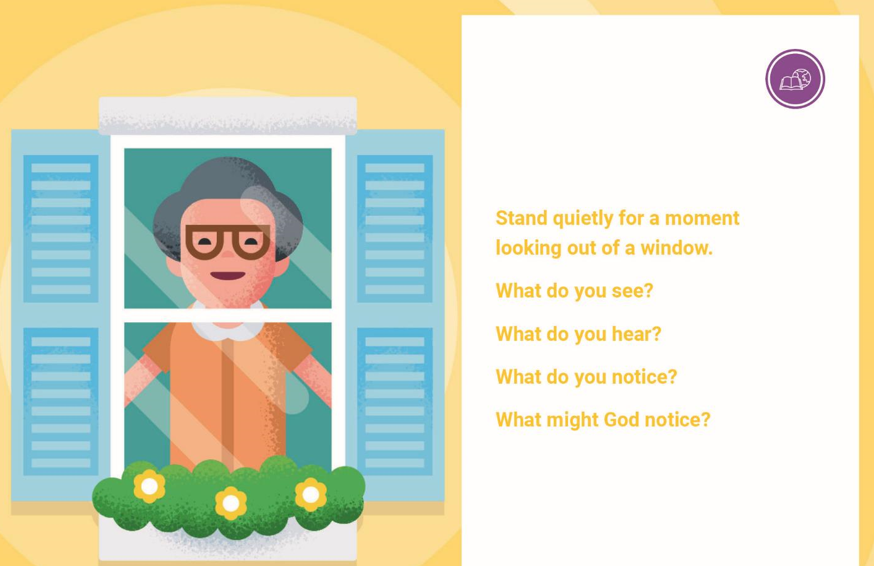 Stand quietly for a moment
looking out of a window.
What do you see?
What do you hear?
What do you notice?
What might God notice?